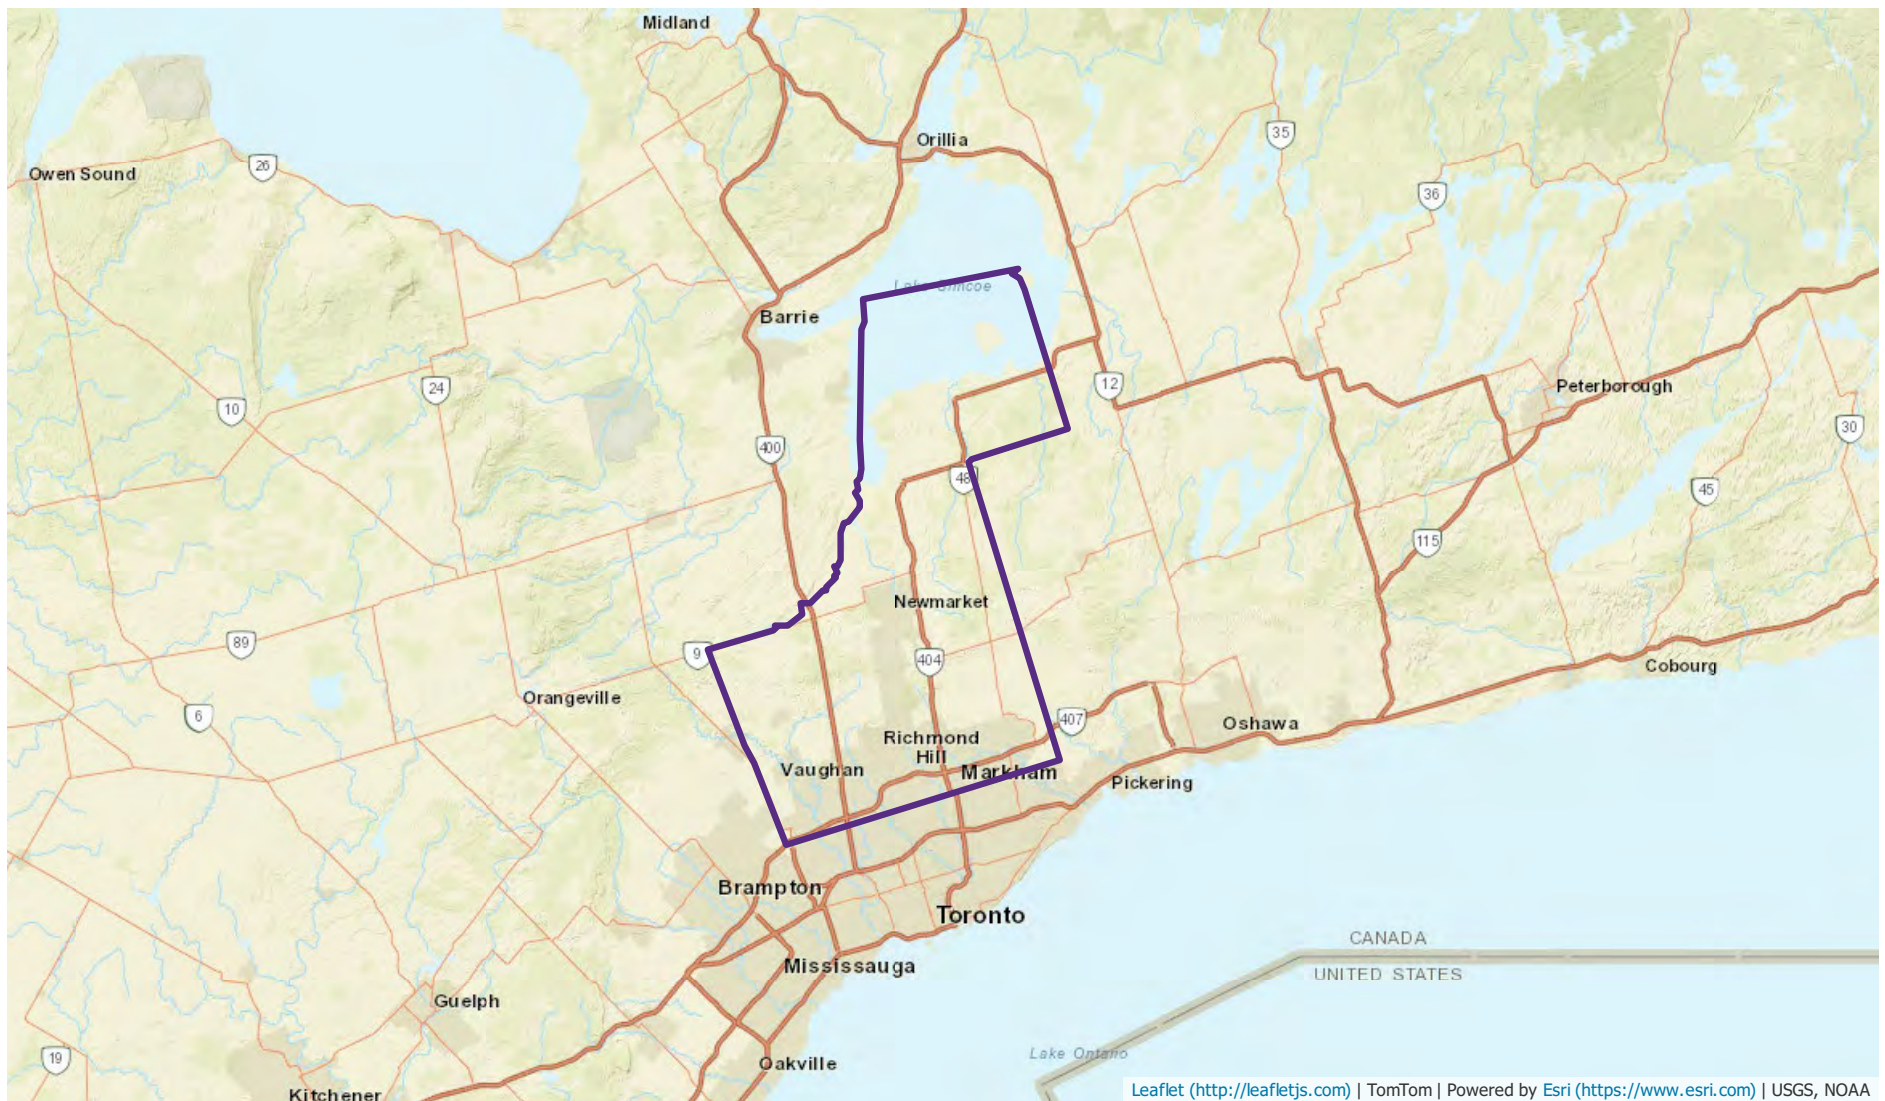 Midland
Orillia
35
26
Owen Sound
36
Lake Simcoe
Barrie
12
Peterborough
24
10
30
400
48
45
115
Newmarket
89
9
404
Cobourg
Orangeville
6
407
Oshawa
Richmond
Hill
Vaughan
Markham
Pickering
Brampton
Toronto
CANADA
Mississauga
UNITED STATES
Guelph
Lake Ontario
19
Oakville
Kitchener
Leaflet (http://leafletjs.com) | TomTom | Powered by Esri (https://www.esri.com) | USGS, NOAA